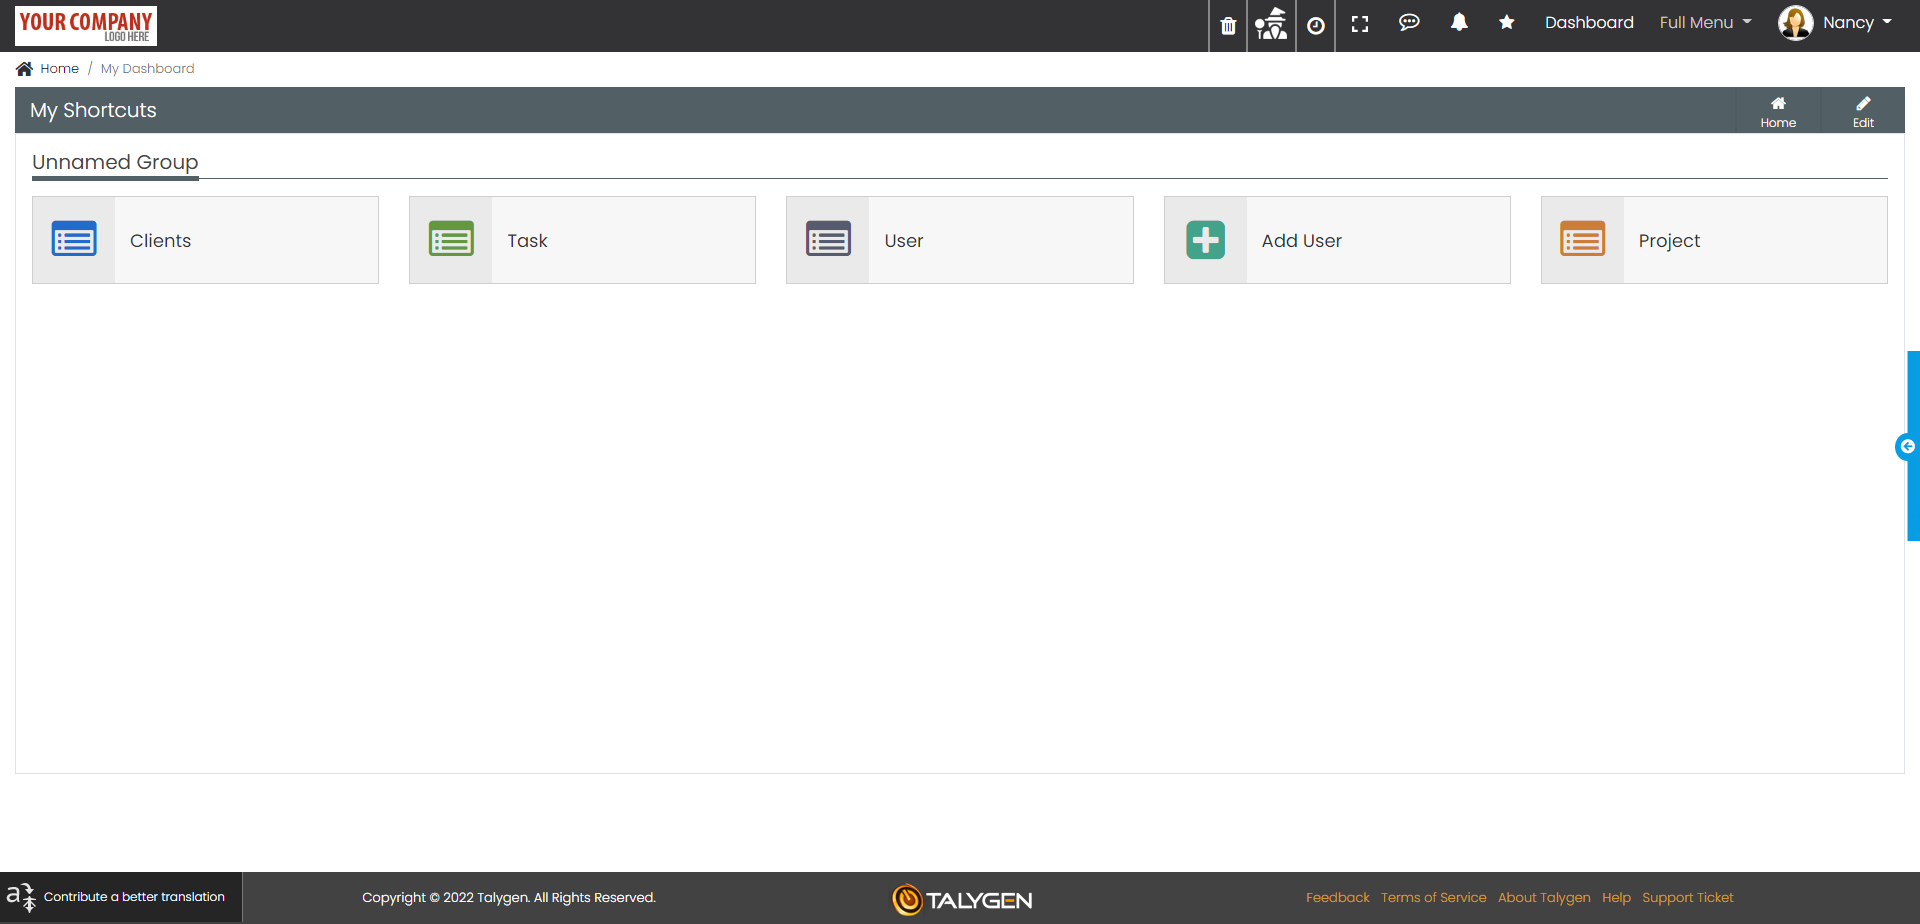 YOUR COMPANY
LOGO HERE
Dashboard
Full Menu
Nancy
Home / My Dashboard
My Shortcuts
Home
Edit
Unnamed Group
Clients
Task
User
Add User
Project
a
Contribute a better translation
Copyright © 2022 Talygen. All Rights Reserved.
TALYGEN
Feedback Terms of Service About Talygen Help Support Ticket